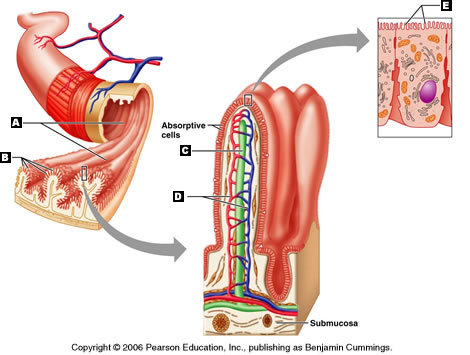 E
A
B
Absorptive
cells
C
D
Submucosa
Copyright © 2006 Pearson Education, Inc., publishing as Benjamin Cummings.